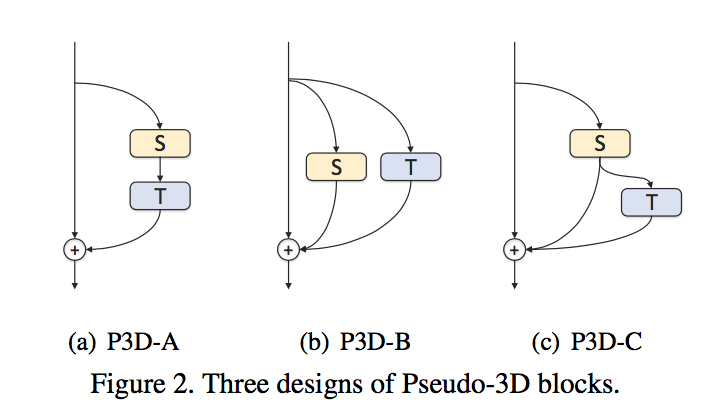 S
T
+
S
T
+
S
T
+
(a) P3D-A
(b) P3D-B
(c) P3D-C
Figure 2. Three designs of Pseudo-3D blocks.